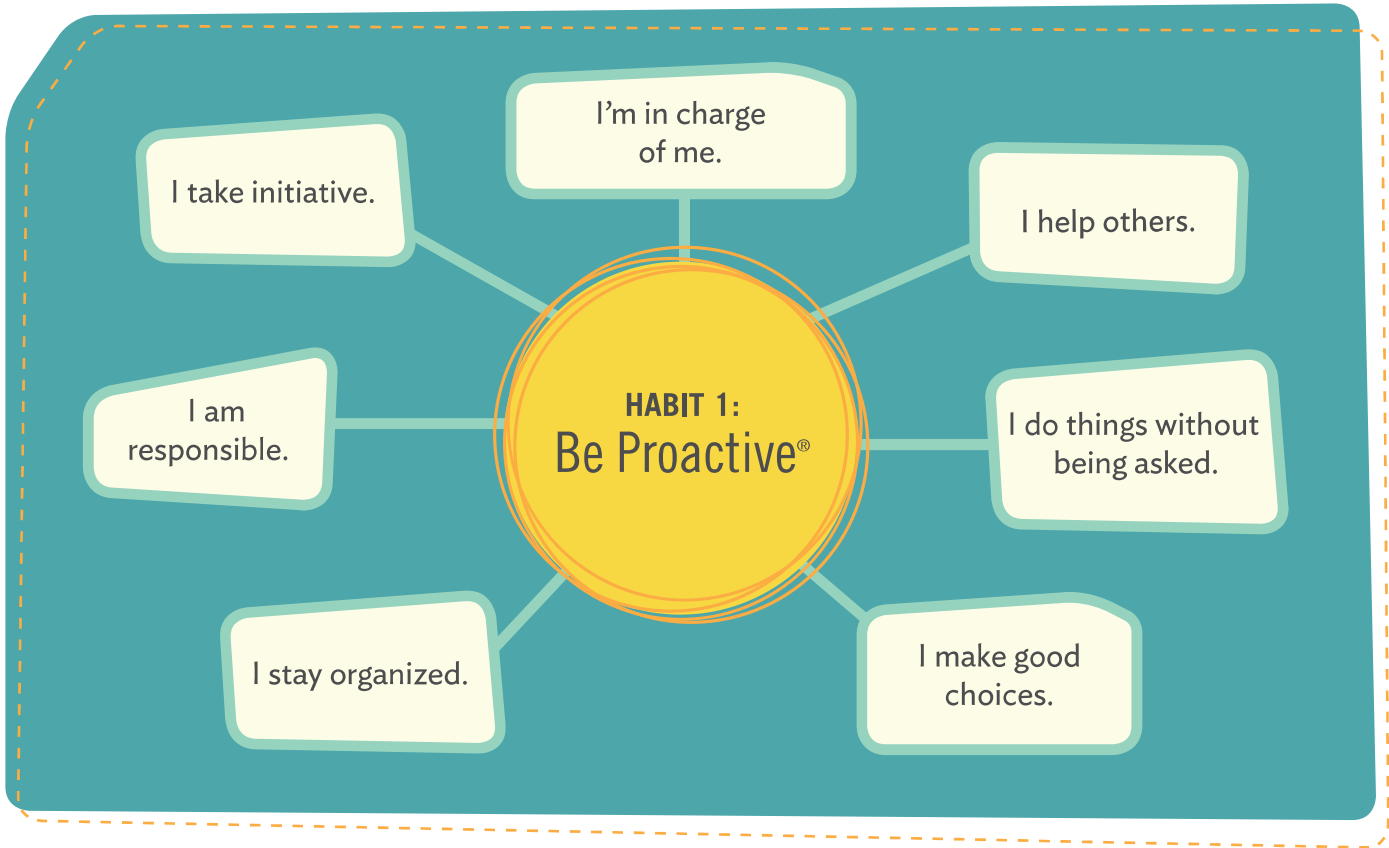 I'm in charge
of me.
I take initiative.
I help others.
HABIT 1:
Be Proactive®
I am
responsible.
I do things without
being asked.
I stay organized.
I make good
choices.